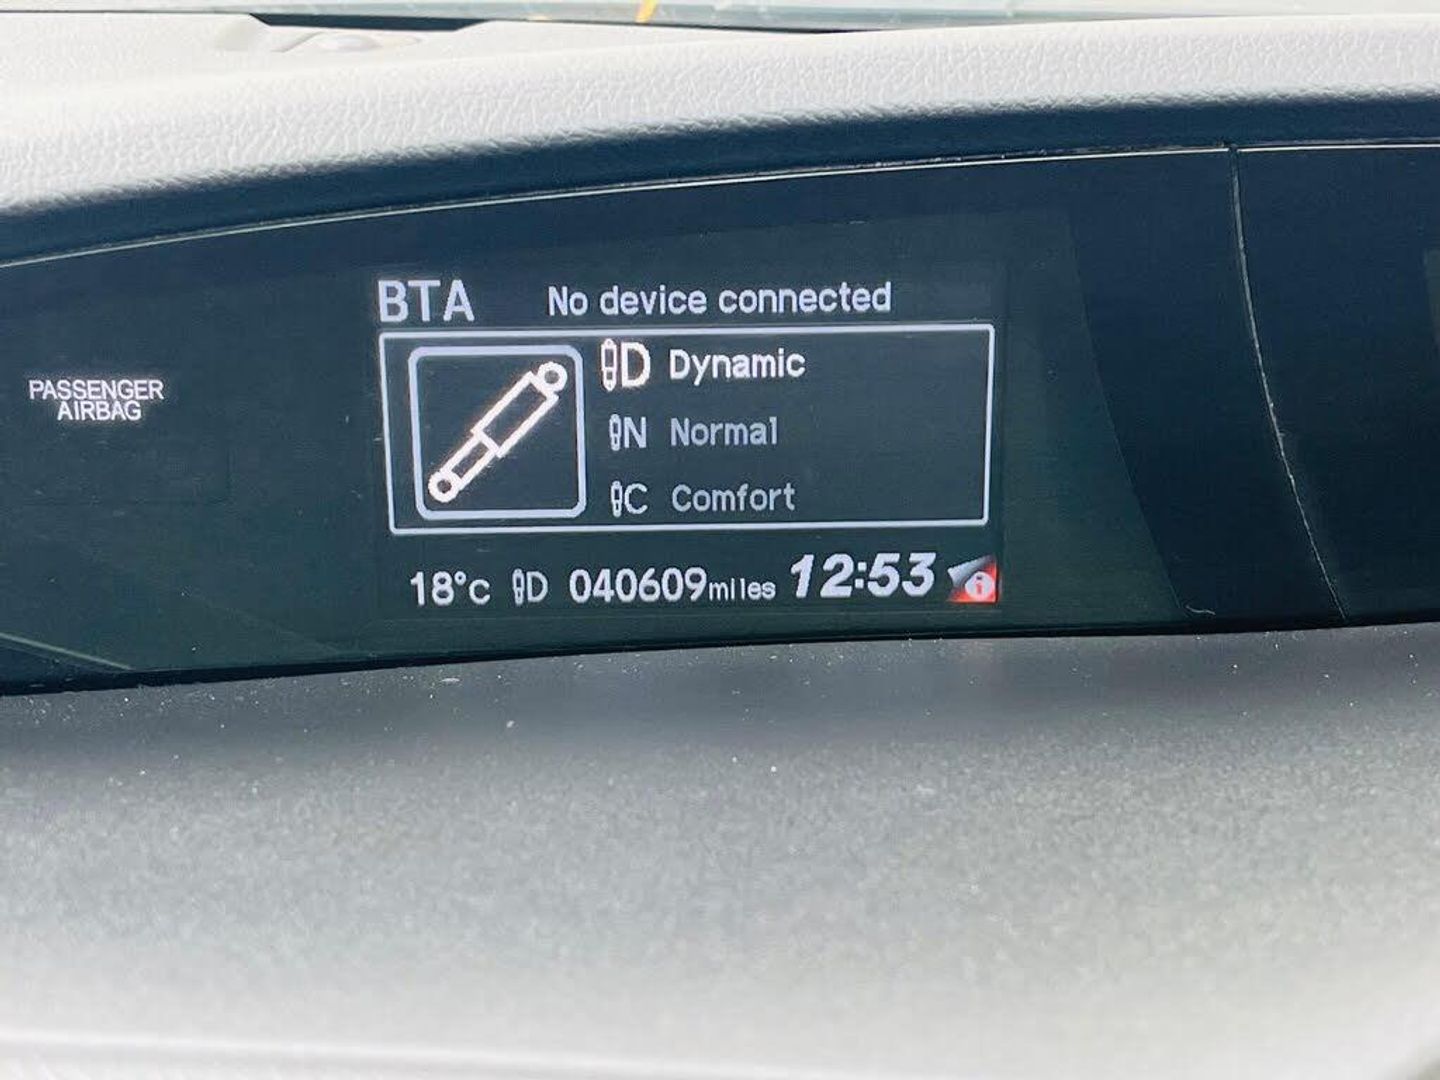 BTA No device connected
D Dynamic
PASSENGER
AIRBAG
N Normal
C Comfort
18°c D 040609miles 12:53 i